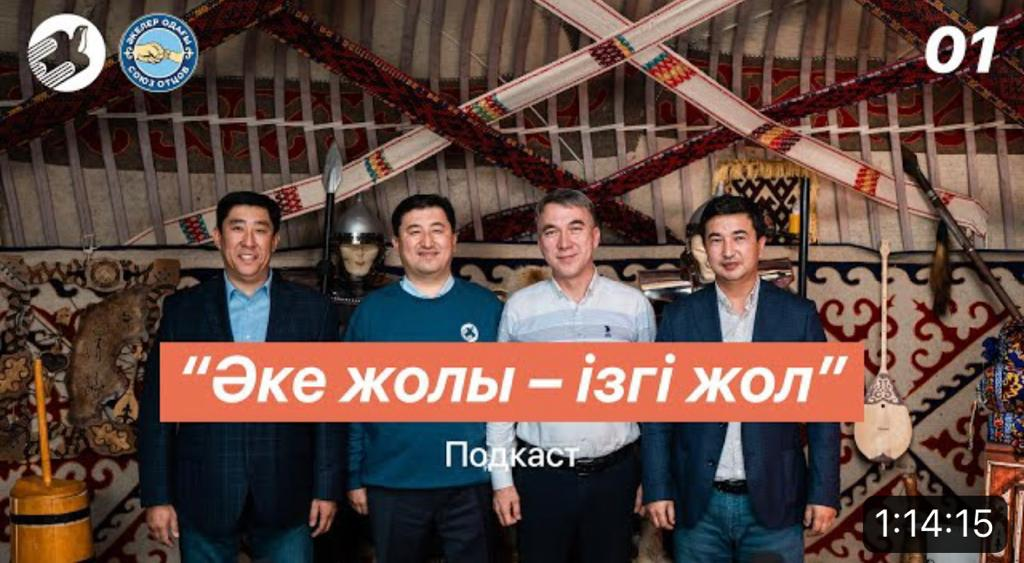 ӘКЕЛЕР ОДАҒЫ
СОЮЗ ОТЦОВ
01
“Әке жолы – ізгі жол”
Подкаст
1:14:15